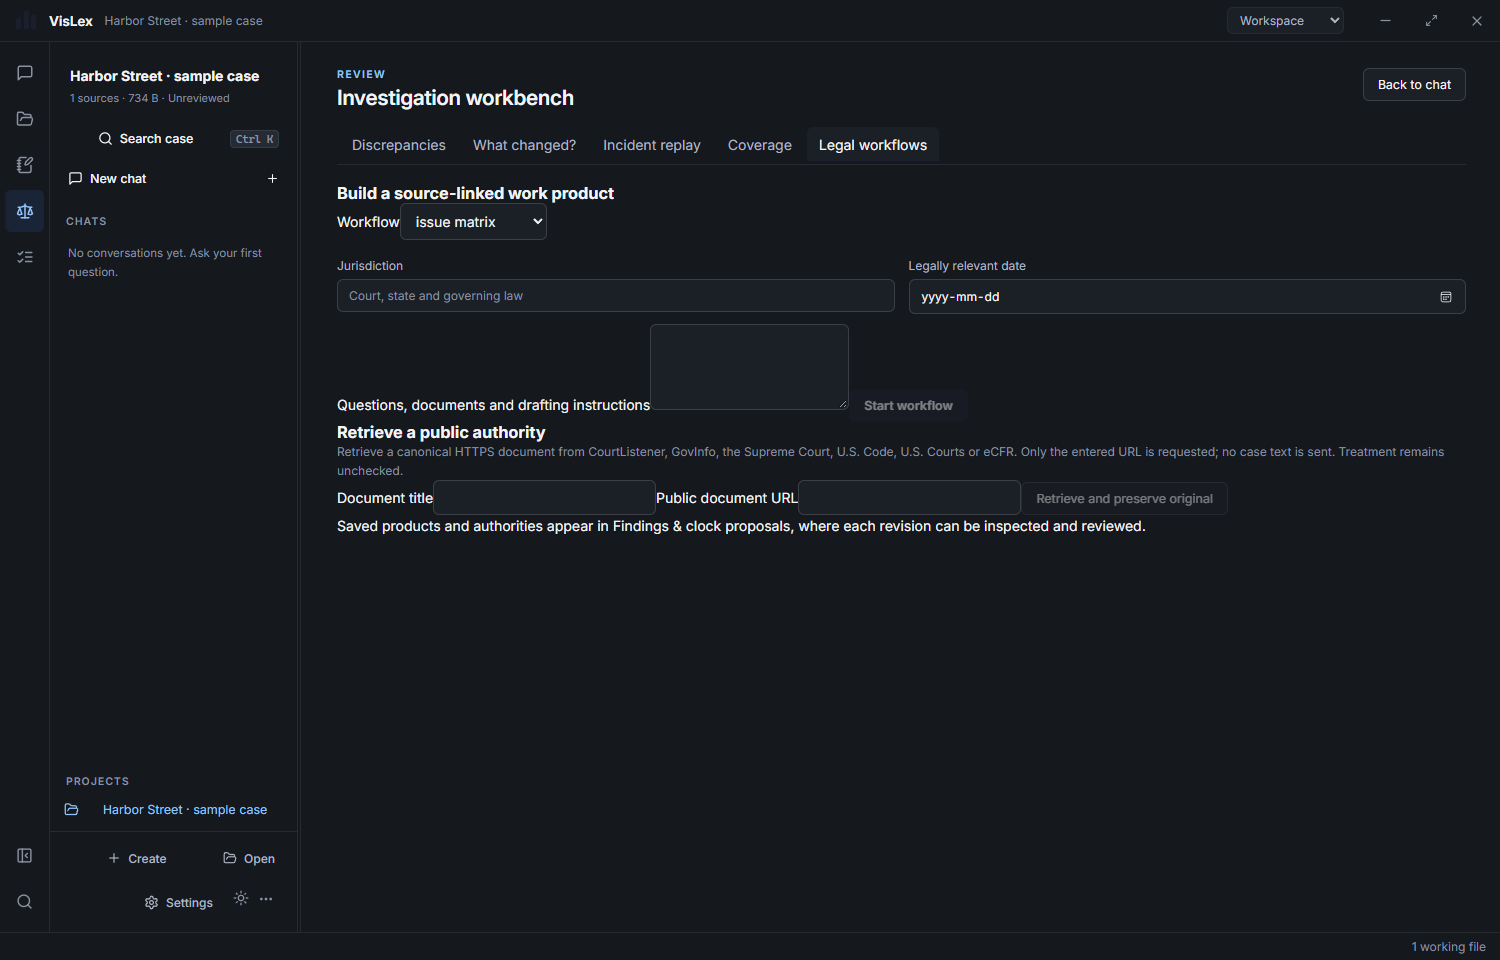 VisLex Harbor Street · sample case
Workspace
Harbor Street · sample case
1 sources · 734 B · Unreviewed
Search case Ctrl K
New chat
CHATS
No conversations yet. Ask your first
question.
PROJECTS
Harbor Street · sample case
Create Open
Settings
REVIEW
Investigation workbench
Back to chat
Discrepancies What changed? Incident replay Coverage Legal workflows
Build a source-linked work product
Workflow issue matrix
Jurisdiction Legally relevant date
Court, state and governing law yyyy-mm-dd
Questions, documents and drafting instructions Start workflow
Retrieve a public authority
Retrieve a canonical HTTPS document from CourtListener, GovInfo, the Supreme Court, U.S. Code, U.S. Courts or eCFR. Only the entered URL is requested; no case text is sent. Treatment remains
unchecked.
Document title Public document URL Retrieve and preserve original
Saved products and authorities appear in Findings & clock proposals, where each revision can be inspected and reviewed.
1 working file